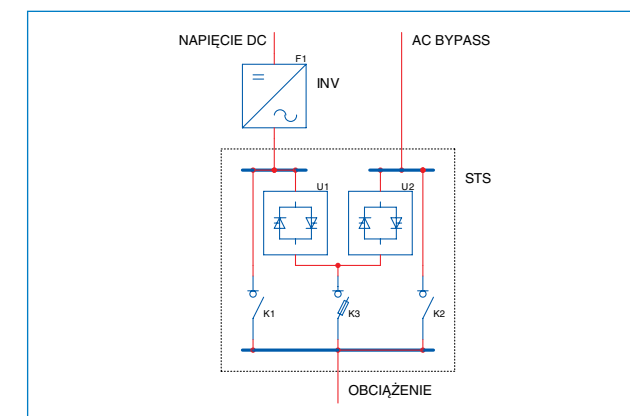 NAPIĘCIE DC
AC BYPASS
F1
INV
STS
U1
U2
K1
K3
K2
OBCIĄŻENIE